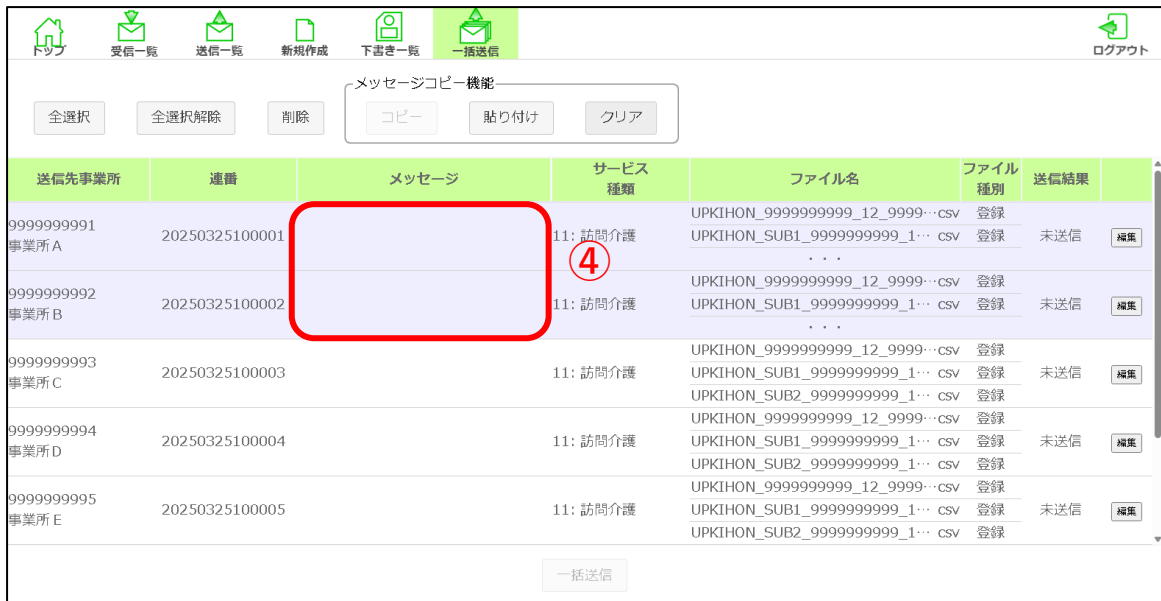 トップ 受信一覧 送信一覧 新規作成 下書き一覧 一括送信 ログアウト
メッセージコピー機能
全選択 全選択解除 削除 コピー 貼り付け クリア
送信先事業所 連番 メッセージ サービス種類 ファイル名 ファイル種別 送信結果
9999999991
事業所A
20250325100001
11: 訪問介護
UPKIHON_9999999999_12_9999…csv 登録
UPKIHON_SUB1_9999999999_1… csv 登録
・・・
未送信 編集
④
9999999992
事業所B
20250325100002
11: 訪問介護
UPKIHON_9999999999_12_9999…csv 登録
UPKIHON_SUB1_9999999999_1… csv 登録
・・・
未送信 編集
9999999993
事業所C
20250325100003
11: 訪問介護
UPKIHON_9999999999_12_9999…csv 登録
UPKIHON_SUB1_9999999999_1… csv 登録
UPKIHON_SUB2_9999999999_1… csv 登録
未送信 編集
9999999994
事業所D
20250325100004
11: 訪問介護
UPKIHON_9999999999_12_9999…csv 登録
UPKIHON_SUB1_9999999999_1… csv 登録
UPKIHON_SUB2_9999999999_1… csv 登録
未送信 編集
9999999995
事業所E
20250325100005
11: 訪問介護
UPKIHON_9999999999_12_9999…csv 登録
UPKIHON_SUB1_9999999999_1… csv 登録
UPKIHON_SUB2_9999999999_1… csv 登録
未送信 編集
一括送信